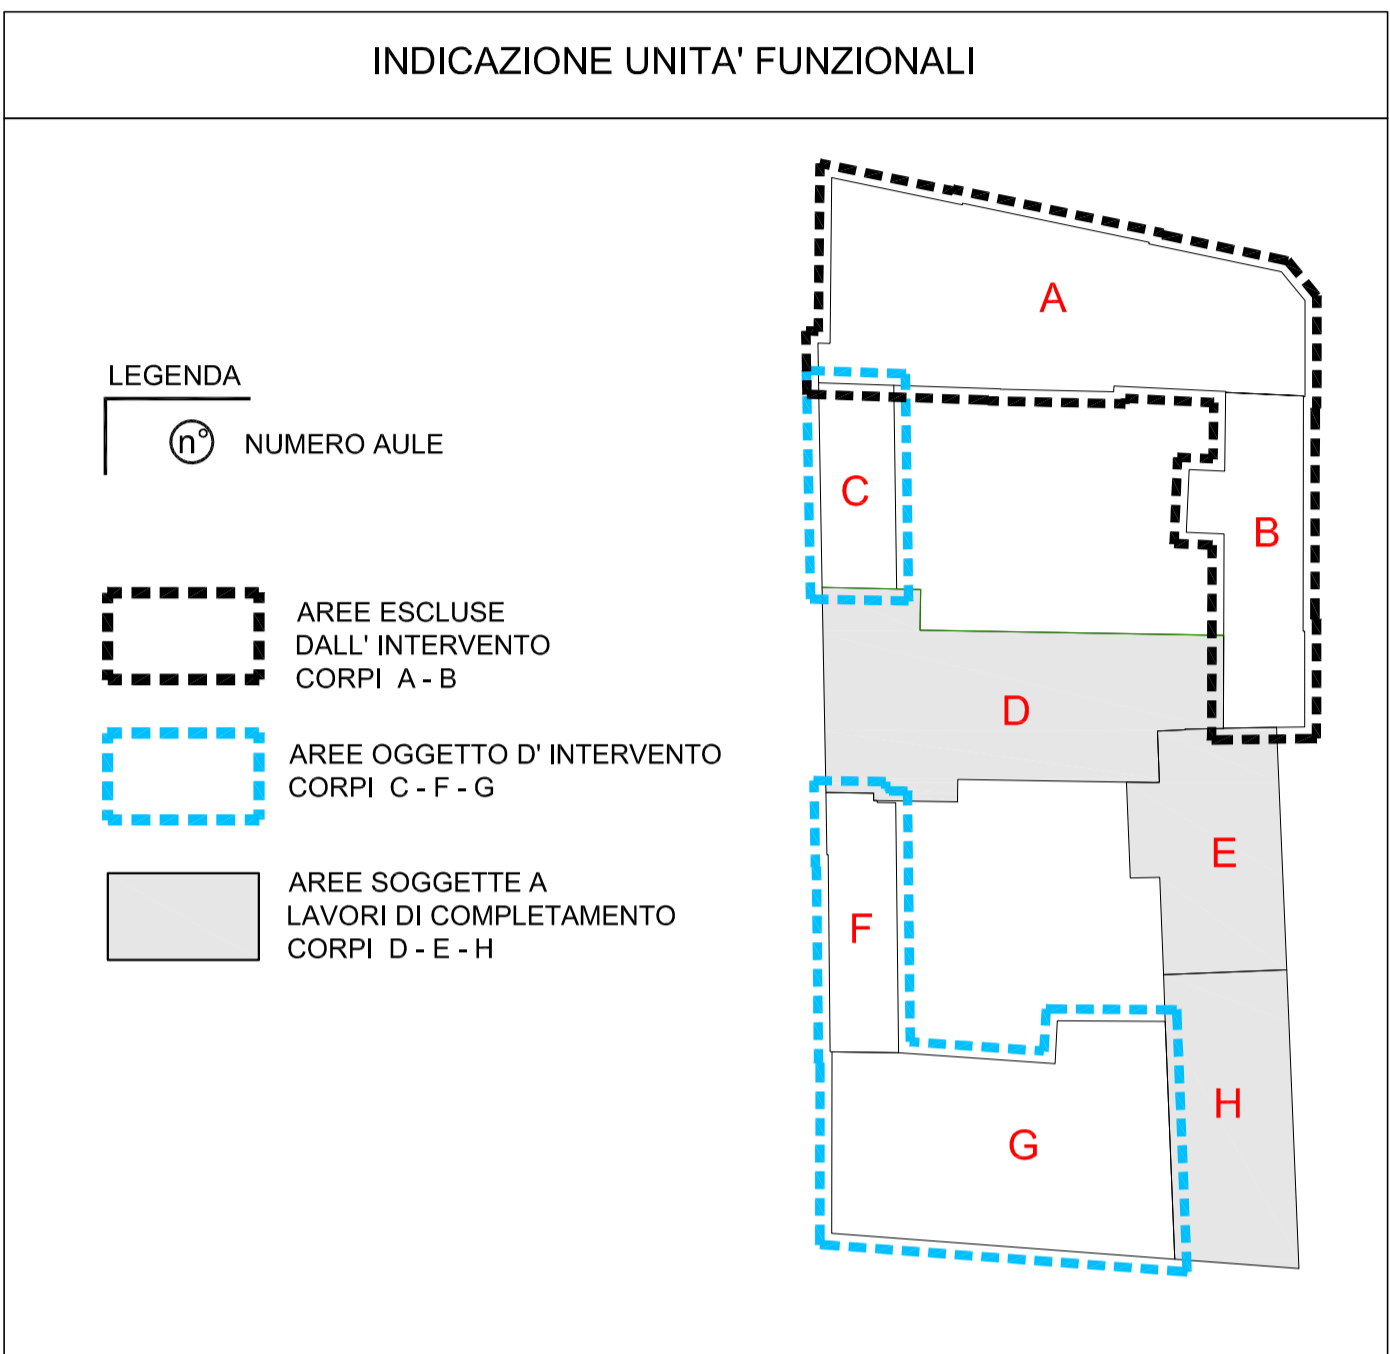 INDICAZIONE UNITA' FUNZIONALI
LEGENDA
n° NUMERO AULE
AREE ESCLUSE
DALL' INTERVENTO
CORPI A - B
AREE OGGETTO D' INTERVENTO
CORPI C - F - G
AREE SOGGETTE A
LAVORI DI COMPLETAMENTO
CORPI D - E - H
A
C
B
D
E
F
H
G